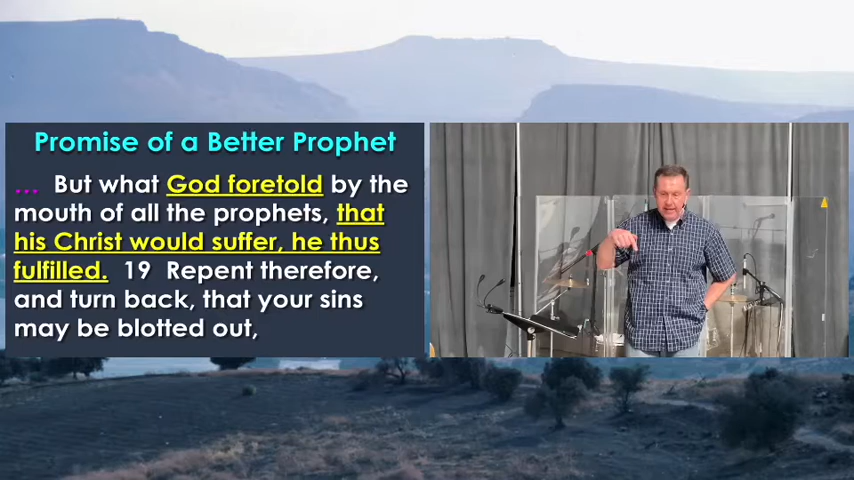 Promise of a Better Prophet
... But what God foretold by the
mouth of all the prophets, that
his Christ would suffer, he thus
fulfilled. 19 Repent therefore,
and turn back, that your sins
may be blotted out,